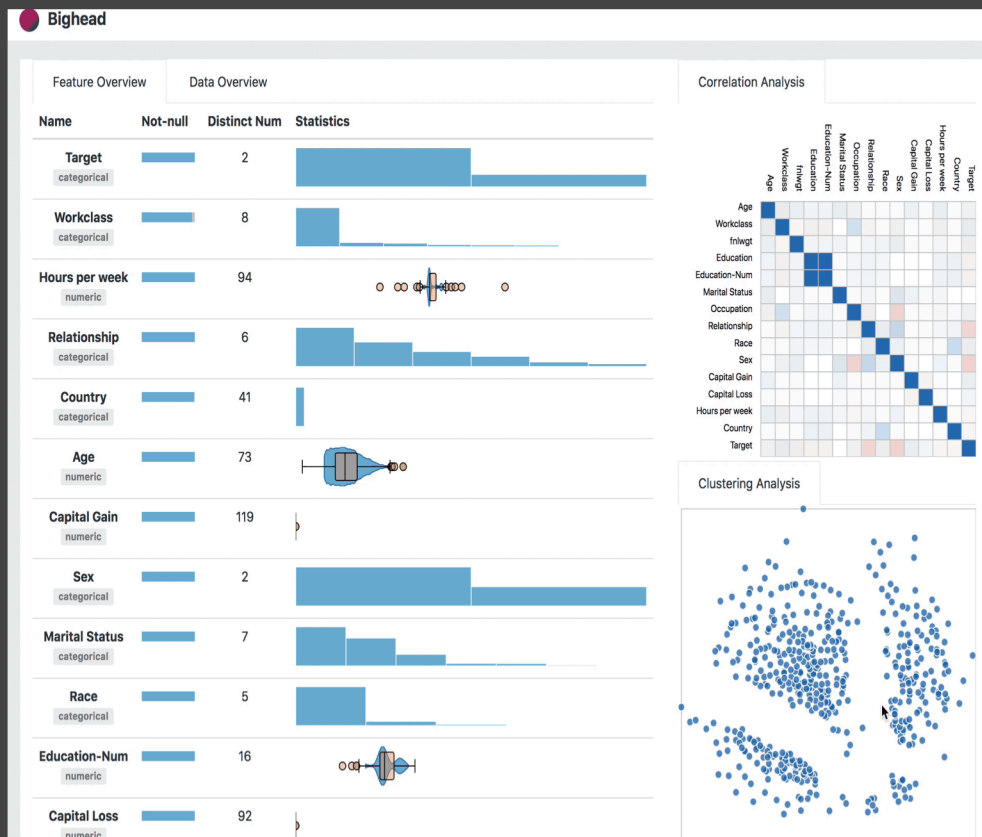 Bighead
Feature Overview Data Overview
Name Not-null Distinct Num Statistics
Target 2
categorical
Workclass 8
categorical
Hours per week 94
numeric
Relationship 6
categorical
Country 41
categorical
Age 73
numeric
Capital Gain 119
numeric
Sex 2
categorical
Marital Status 7
categorical
Race 5
categorical
Education-Num 16
numeric
Capital Loss 92
numeric
Correlation Analysis
Age
Workclass
fnlwgt
Education
Education-Num
Marital Status
Occupation
Relationship
Race
Sex
Capital Gain
Capital Loss
Hours per week
Country
Target
Age
Workclass
fnlwgt
Education
Education-Num
Marital Status
Occupation
Relationship
Race
Sex
Capital Gain
Capital Loss
Hours per week
Country
Target
Clustering Analysis